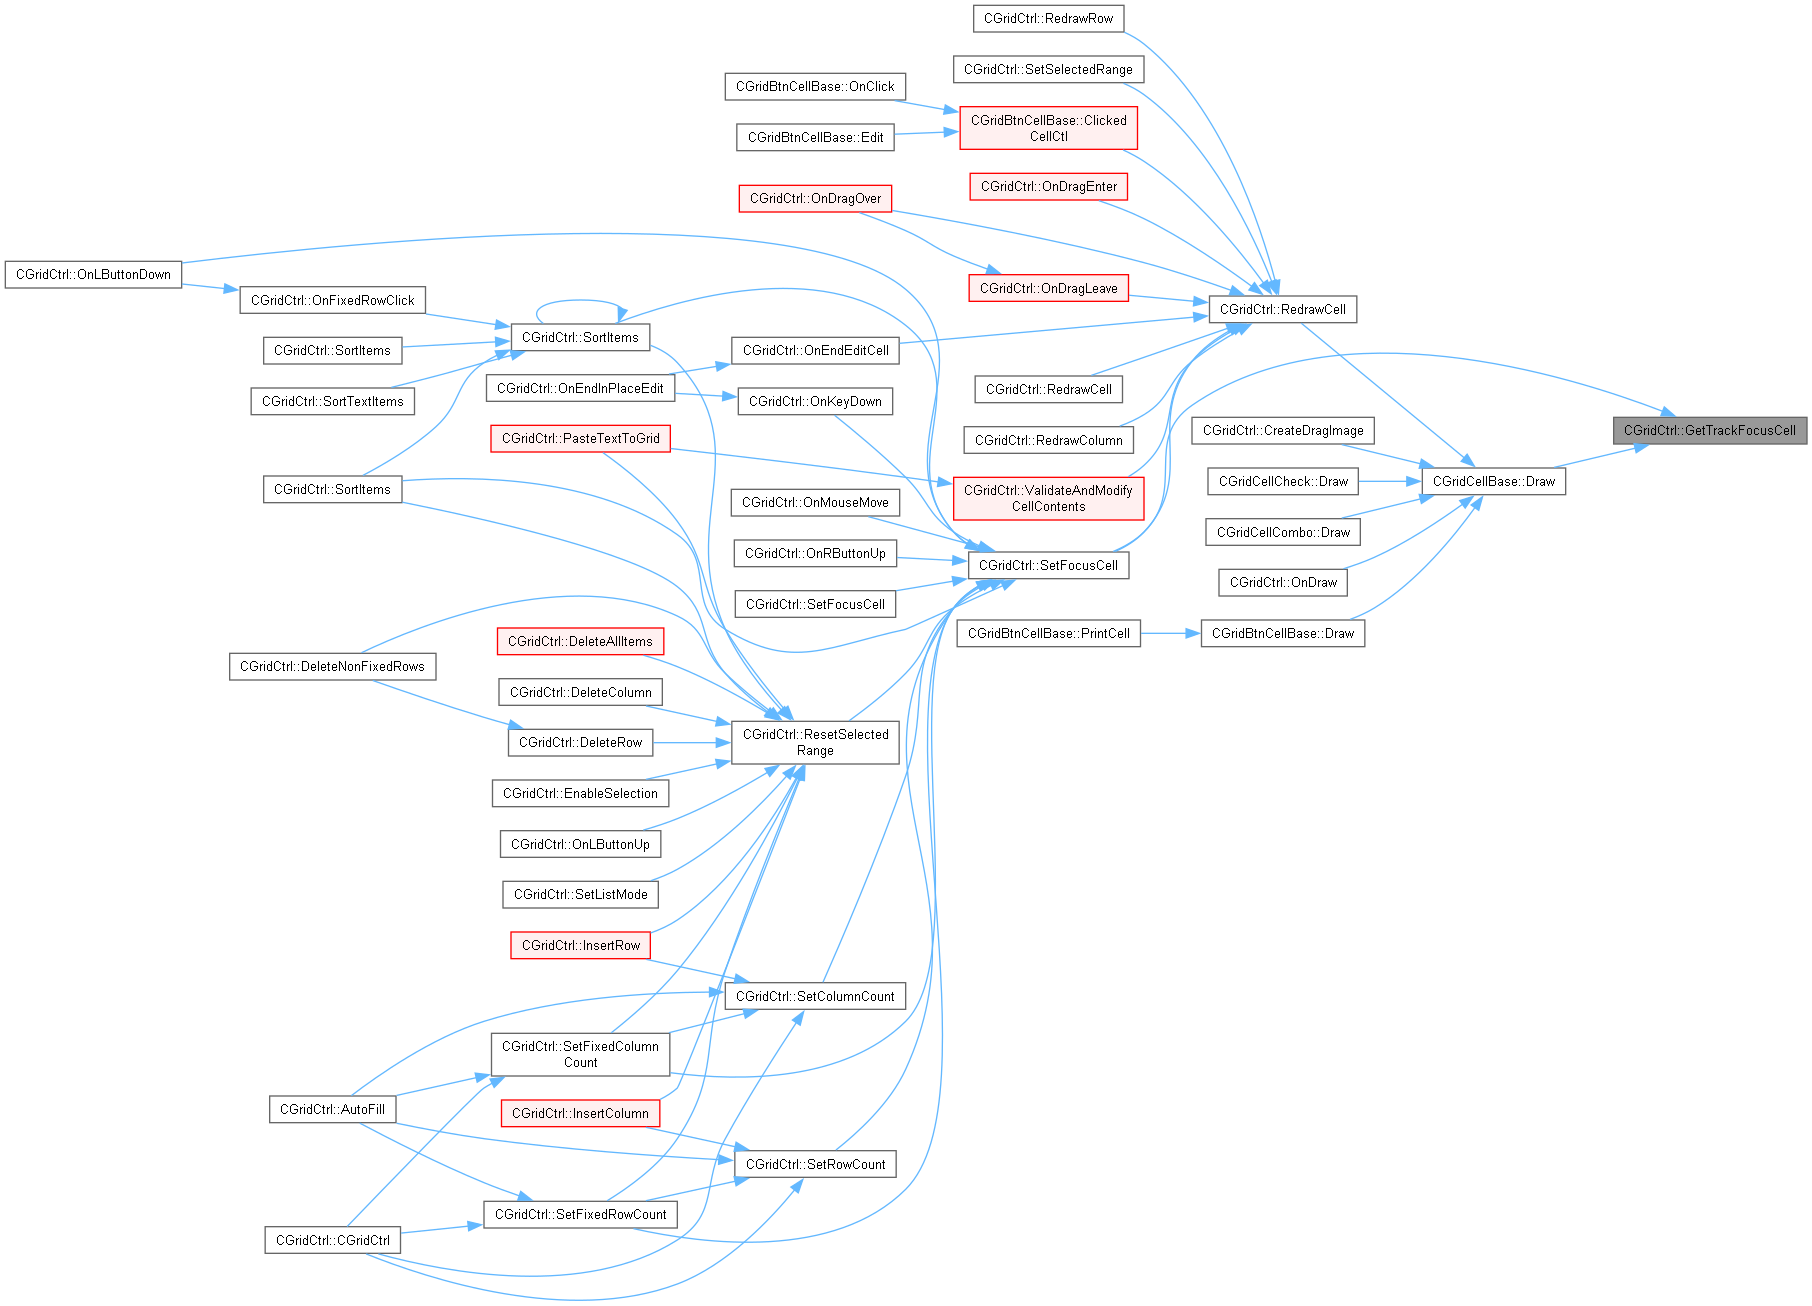 CGridCtrl::RedrawRow
CGridCtrl::SetSelectedRange
CGridBtnCellBase::OnClick
CGridBtnCellBase::Clicked
CellCtl
CGridBtnCellBase::Edit
CGridCtrl::OnDragEnter
CGridCtrl::OnDragOver
CGridCtrl::OnLButtonDown
CGridCtrl::OnDragLeave
CGridCtrl::OnFixedRowClick
CGridCtrl::RedrawCell
CGridCtrl::SortItems
CGridCtrl::SortItems
CGridCtrl::OnEndEditCell
CGridCtrl::OnEndInPlaceEdit
CGridCtrl::RedrawCell
CGridCtrl::SortTextItems
CGridCtrl::OnKeyDown
CGridCtrl::CreateDragImage
CGridCtrl::GetTrackFocusCell
CGridCtrl::PasteTextToGrid
CGridCtrl::RedrawColumn
CGridCellCheck::Draw
CGridCellBase::Draw
CGridCtrl::SortItems
CGridCtrl::ValidateAndModify
CellContents
CGridCtrl::OnMouseMove
CGridCellCombo::Draw
CGridCtrl::OnRButtonUp
CGridCtrl::SetFocusCell
CGridCtrl::OnDraw
CGridCtrl::SetFocusCell
CGridBtnCellBase::PrintCell
CGridBtnCellBase::Draw
CGridCtrl::DeleteAllItems
CGridCtrl::DeleteNonFixedRows
CGridCtrl::DeleteColumn
CGridCtrl::DeleteRow
CGridCtrl::ResetSelected
Range
CGridCtrl::EnableSelection
CGridCtrl::OnLButtonUp
CGridCtrl::SetListMode
CGridCtrl::InsertRow
CGridCtrl::SetColumnCount
CGridCtrl::SetFixedColumn
Count
CGridCtrl::AutoFill
CGridCtrl::InsertColumn
CGridCtrl::SetRowCount
CGridCtrl::SetFixedRowCount
CGridCtrl::CGridCtrl